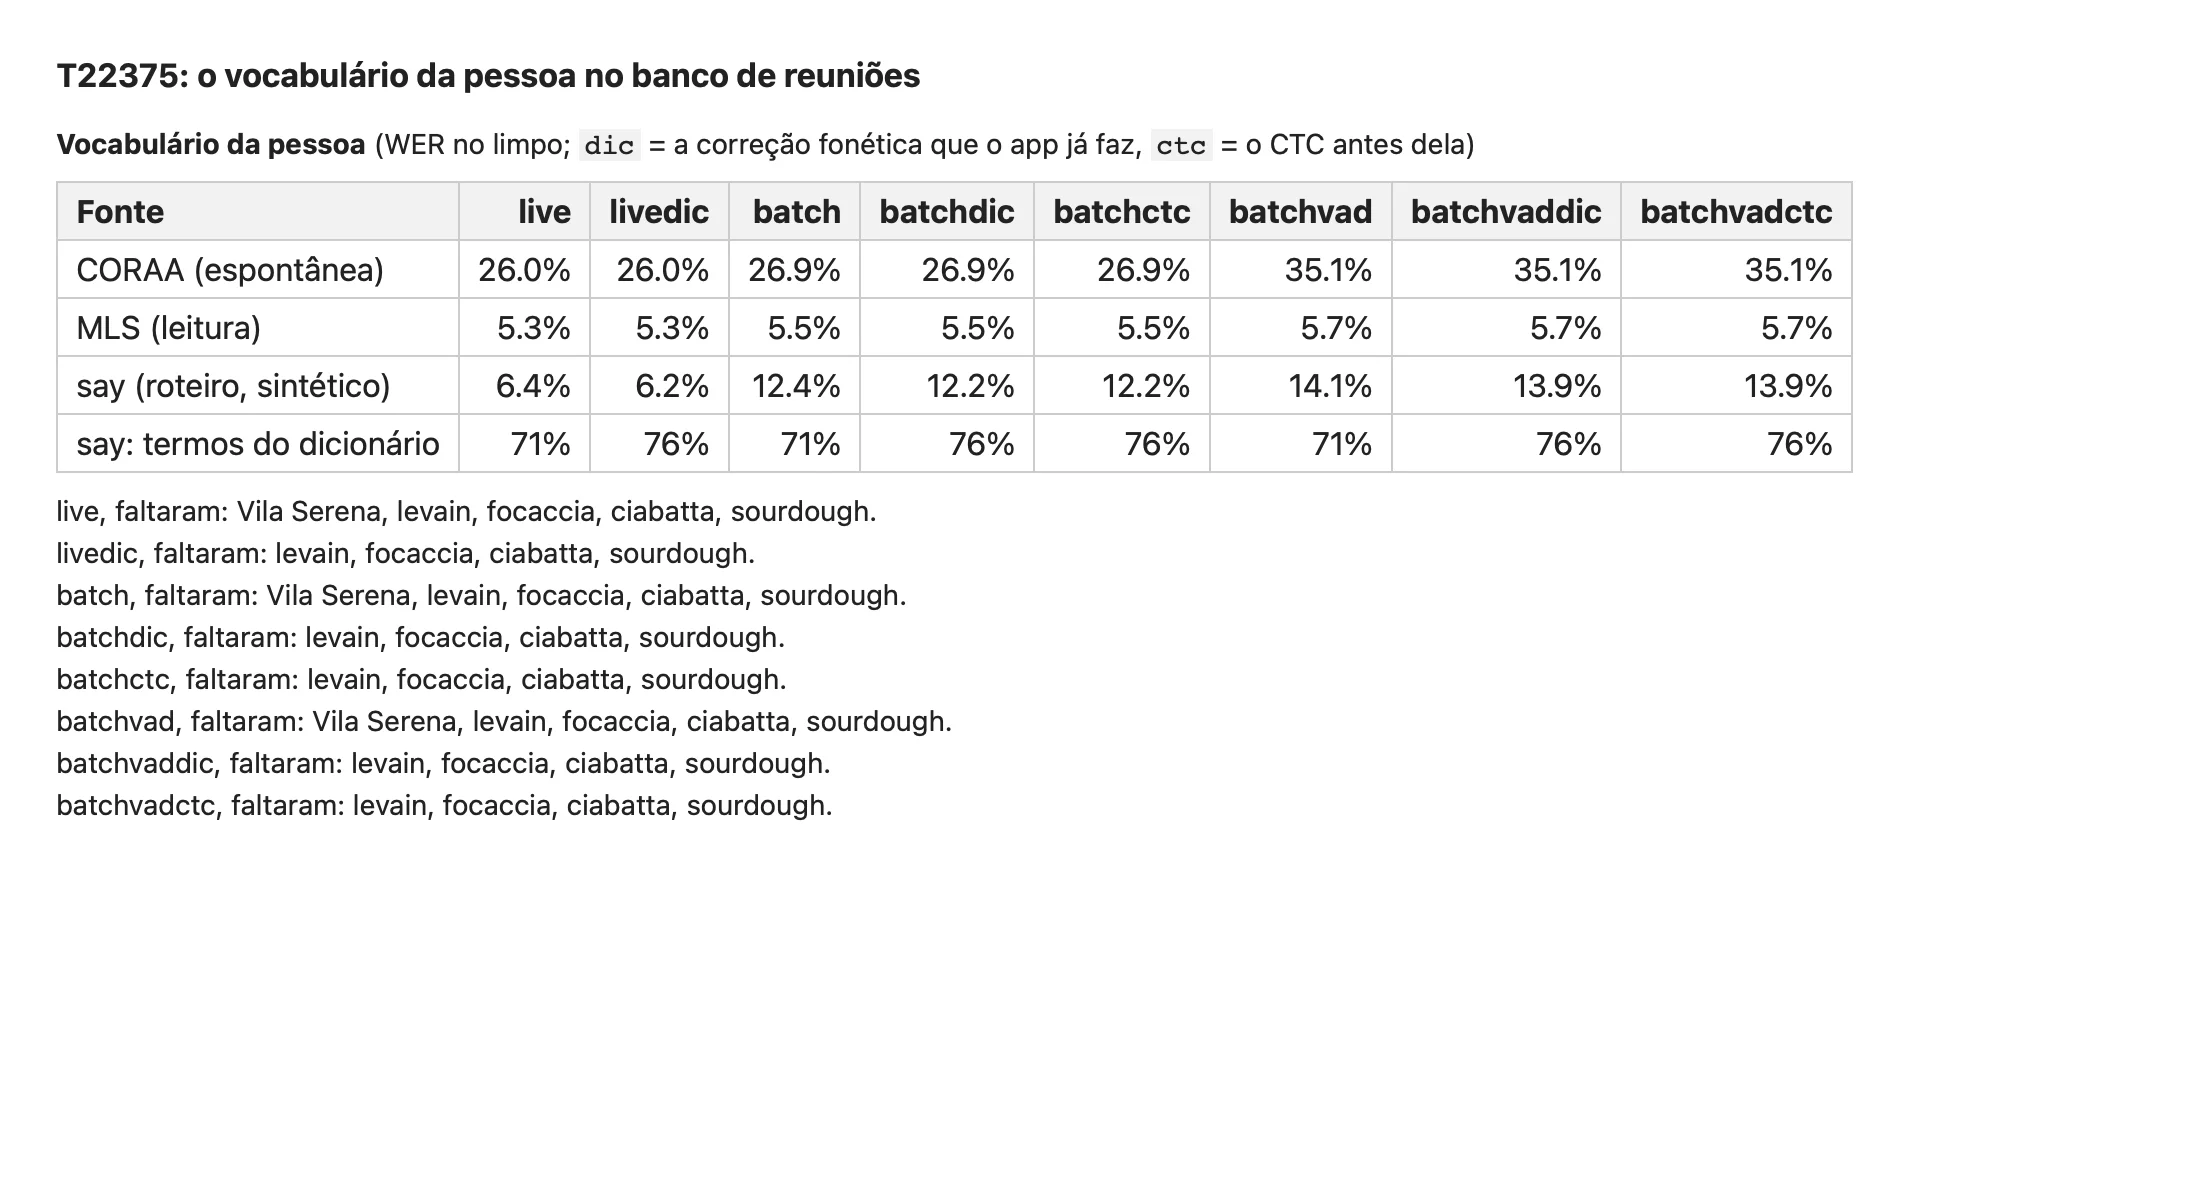 T22375: o vocabulário da pessoa no banco de reuniões
Vocabulário da pessoa (WER no limpo; dic = a correção fonética que o app já faz, ctc = o CTC antes dela)
Fonte live livedic batch batchdic batchctc batchvad batchvaddic batchvadctc
CORAA (espontânea) 26.0% 26.0% 26.9% 26.9% 26.9% 35.1% 35.1% 35.1%
MLS (leitura) 5.3% 5.3% 5.5% 5.5% 5.5% 5.7% 5.7% 5.7%
say (roteiro, sintético) 6.4% 6.2% 12.4% 12.2% 12.2% 14.1% 13.9% 13.9%
say: termos do dicionário 71% 76% 71% 76% 76% 71% 76% 76%
live, faltaram: Vila Serena, levain, focaccia, ciabatta, sourdough.
livedic, faltaram: levain, focaccia, ciabatta, sourdough.
batch, faltaram: Vila Serena, levain, focaccia, ciabatta, sourdough.
batchdic, faltaram: levain, focaccia, ciabatta, sourdough.
batchctc, faltaram: levain, focaccia, ciabatta, sourdough.
batchvad, faltaram: Vila Serena, levain, focaccia, ciabatta, sourdough.
batchvaddic, faltaram: levain, focaccia, ciabatta, sourdough.
batchvadctc, faltaram: levain, focaccia, ciabatta, sourdough.